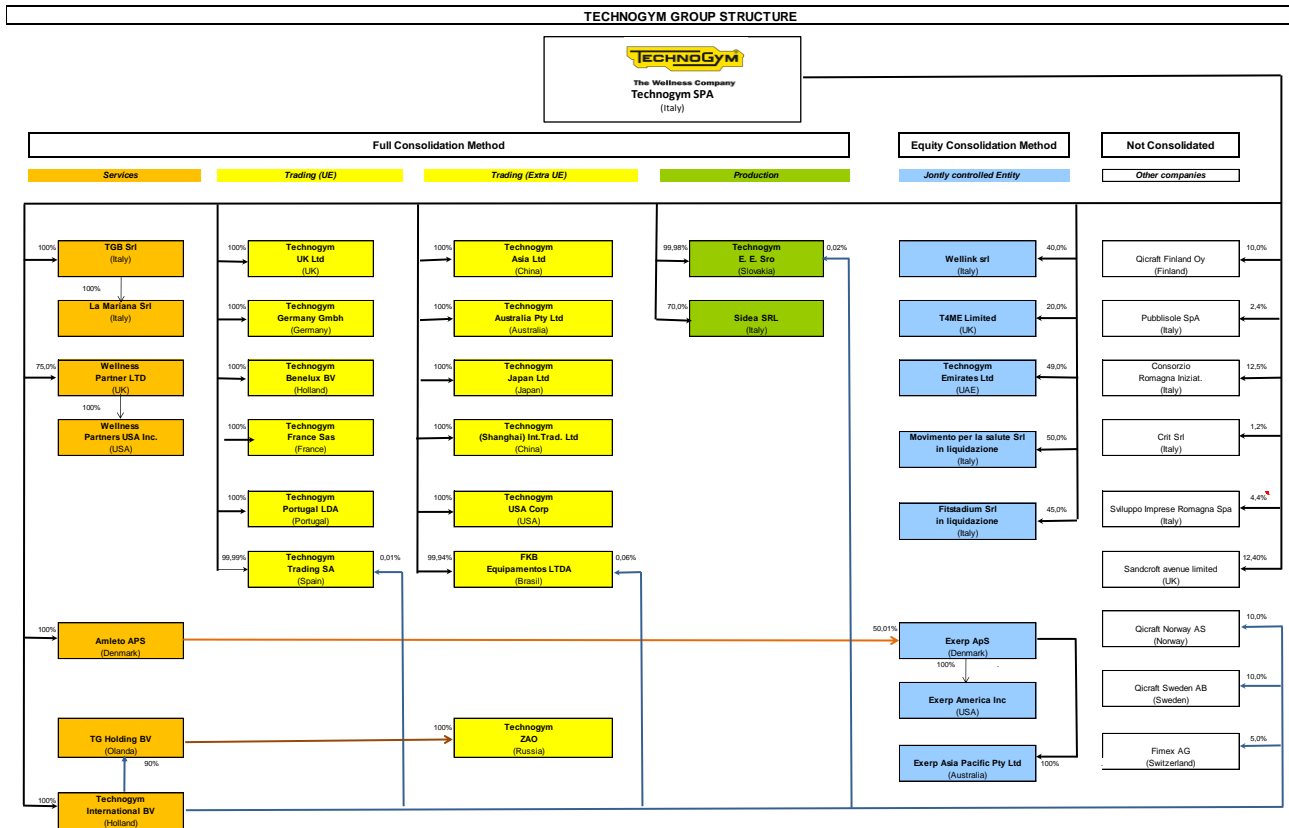 TECHNOGYM GROUP STRUCTURE
TECHNOGYM
The Wellness Company
Technogym SPA
(Italy)
Full Consolidation Method
Equity Consolidation Method
Not Consolidated
Services
Trading (UE)
Trading (Extra UE)
Production
Jontly controlled Entity
Other companies
100%
TGB Srl
(Italy)
100%
Technogym
UK Ltd
(UK)
100%
Technogym
Asia Ltd
(China)
99,98%
Technogym
E. E. Sro
(Slovakia)
0,02%
Wellink srl
(Italy)
40,0%
Qicraft Finland Oy
(Finland)
10,0%
100%
La Mariana Srl
(Italy)
100%
Technogym
Germany Gmbh
(Germany)
100%
Technogym
Australia Pty Ltd
(Australia)
70,0%
Sidea SRL
(Italy)
T4ME Limited
(UK)
20,0%
Pubblisole SpA
(Italy)
2,4%
75,0%
Wellness
Partner LTD
(UK)
100%
Technogym
Benelux BV
(Holland)
100%
Technogym
Japan Ltd
(Japan)
Technogym
Emirates Ltd
(UAE)
49,0%
Consorzio
Romagna Iniziat.
(Italy)
12,5%
100%
Wellness
Partners USA Inc.
(USA)
100%
Technogym
France Sas
(France)
100%
Technogym
(Shanghai) Int.Trad. Ltd
(China)
Movimento per la salute Srl
in liquidazione
(Italy)
50,0%
Crit Srl
(Italy)
1,2%
100%
Technogym
Portugal LDA
(Portugal)
100%
Technogym
USA Corp
(USA)
Fitstadium Srl
in liquidazione
(Italy)
45,0%
Sviluppo Imprese Romagna Spa
(Italy)
4,4%
99,99%
Technogym
Trading SA
(Spain)
0,01%
99,94%
FKB
Equipamentos LTDA
(Brasil)
0,06%
Sandcroft avenue limited
(UK)
12,40%
100%
Amleto APS
(Denmark)
50,01%
Exerp ApS
(Denmark)
Qicraft Norway AS
(Norway)
10,0%
100%
Exerp America Inc
(USA)
Qicraft Sweden AB
(Sweden)
10,0%
TG Holding BV
(Olanda)
90%
100%
Technogym
ZAO
(Russia)
Exerp Asia Pacific Pty Ltd
(Australia)
100%
Fimex AG
(Switzerland)
5,0%
100%
Technogym
International BV
(Holland)